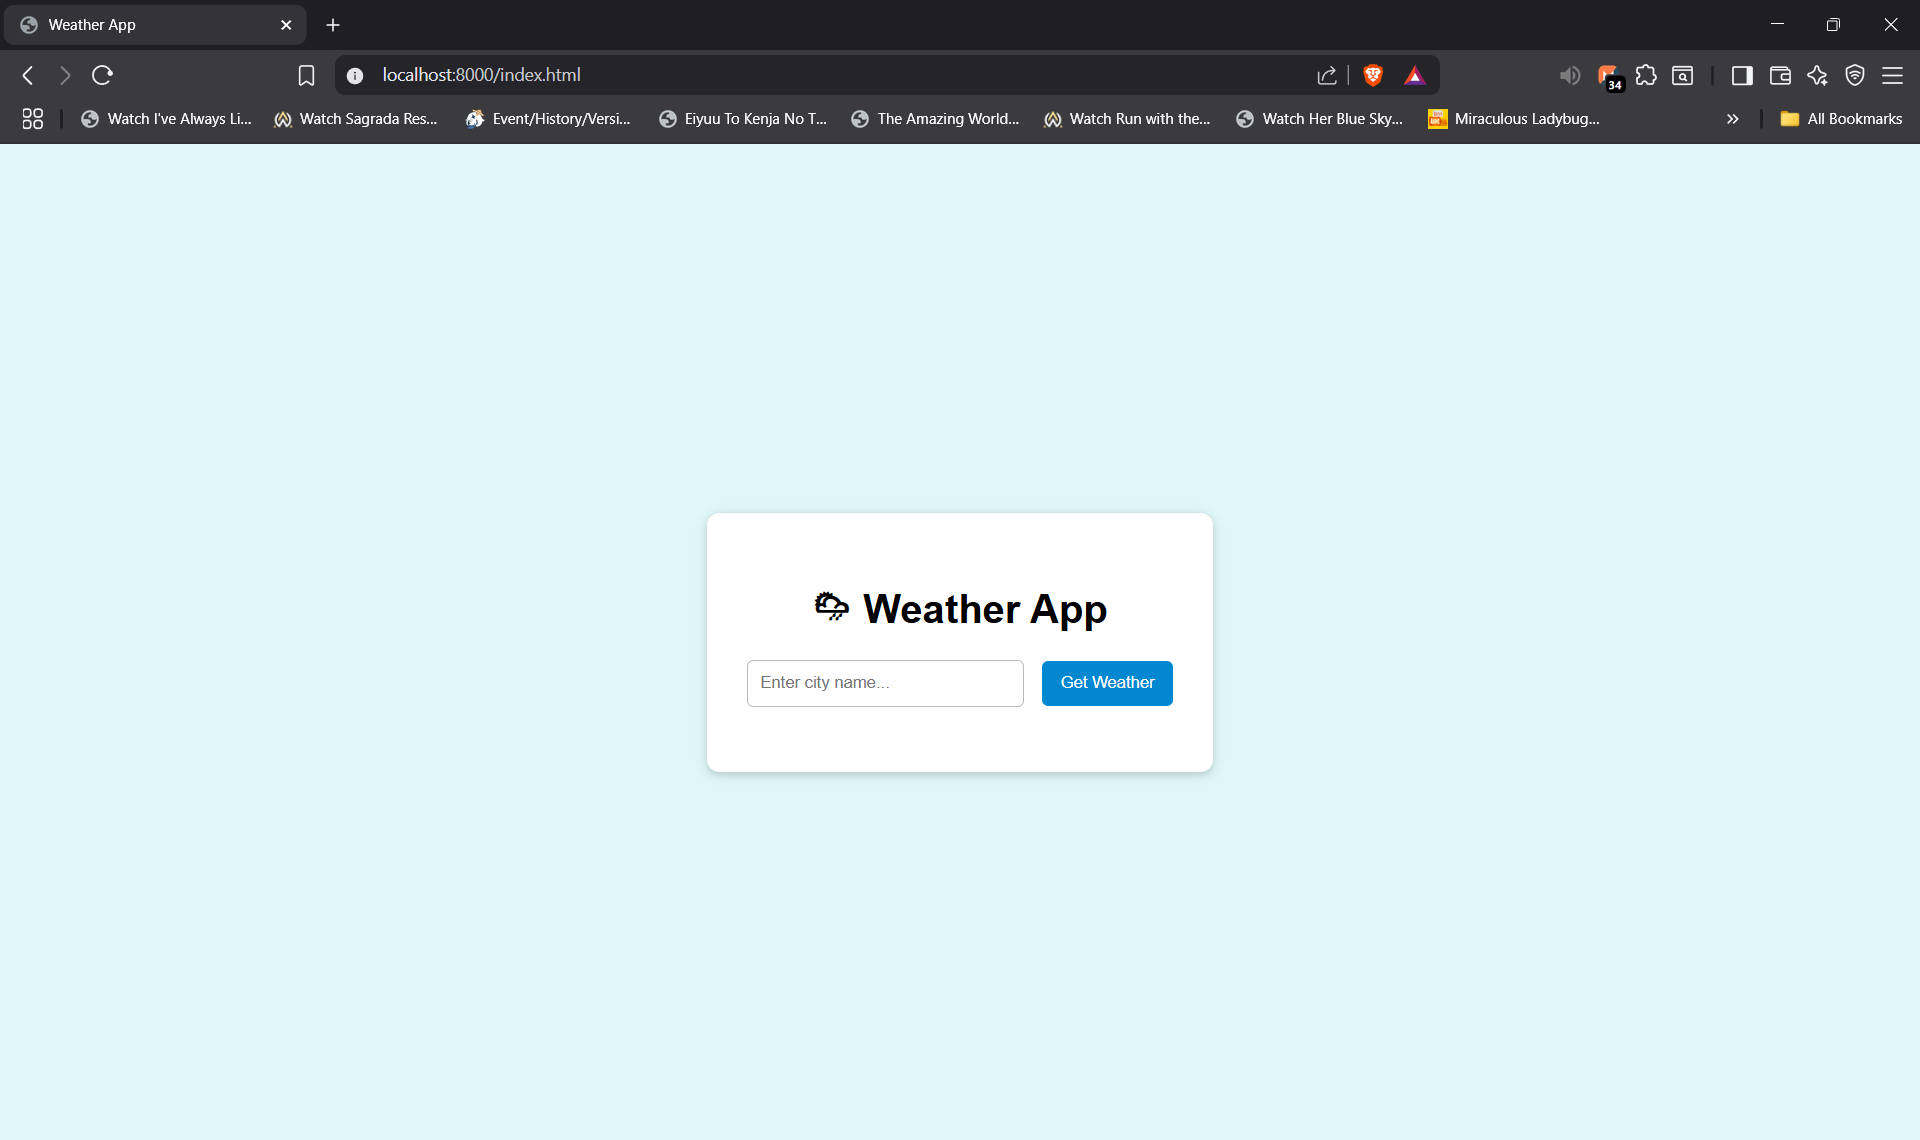 Weather App
localhost:8000/index.html
34
Watch I've Always Li...
Watch Sagrada Res...
Event/History/Versi...
Eiyuu To Kenja No T...
The Amazing World...
Watch Run with the...
Watch Her Blue Sky...
Miraculous Ladybug...
All Bookmarks
🌦 Weather App
Enter city name...
Get Weather